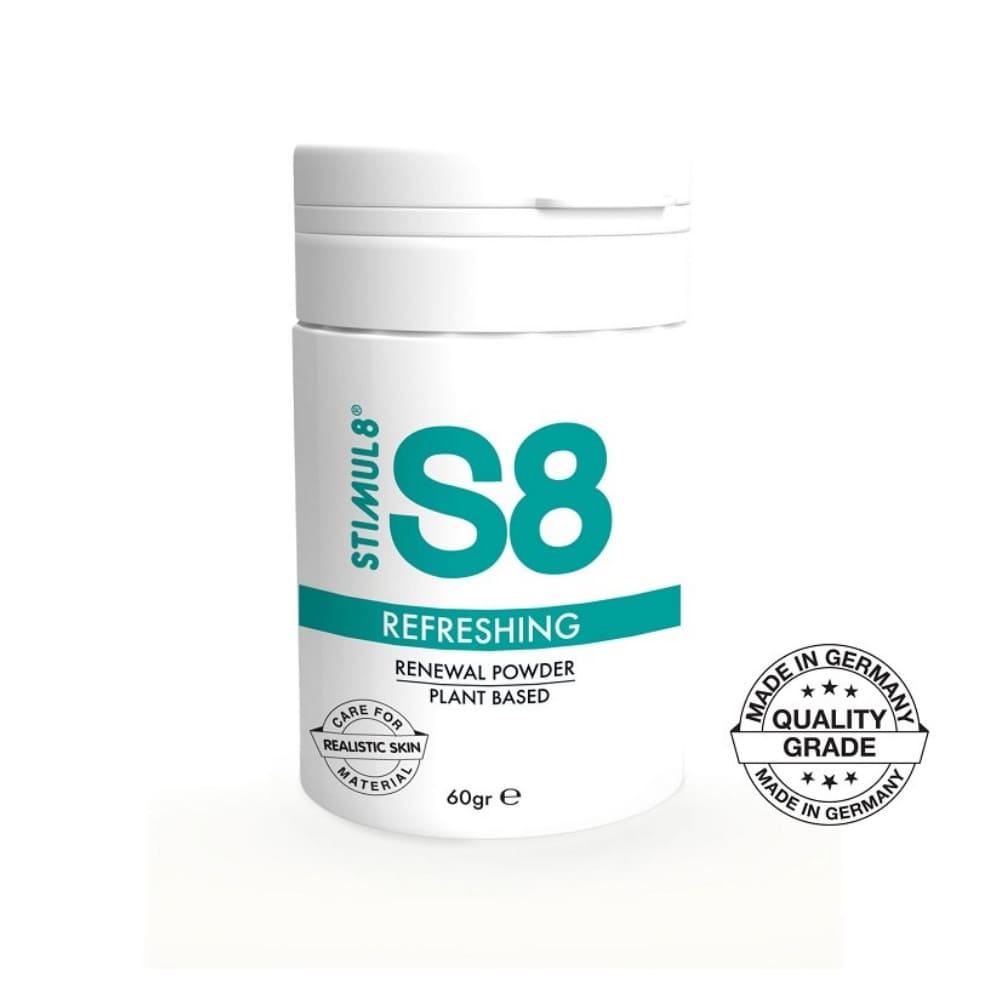 STIMUL8®
S8
REFRESHING
RENEWAL POWDER
PLANT BASED
CARE FOR
REALISTIC SKIN
MATERIAL
60gr ℮
MADE IN GERMANY
QUALITY
GRADE
MADE IN GERMANY